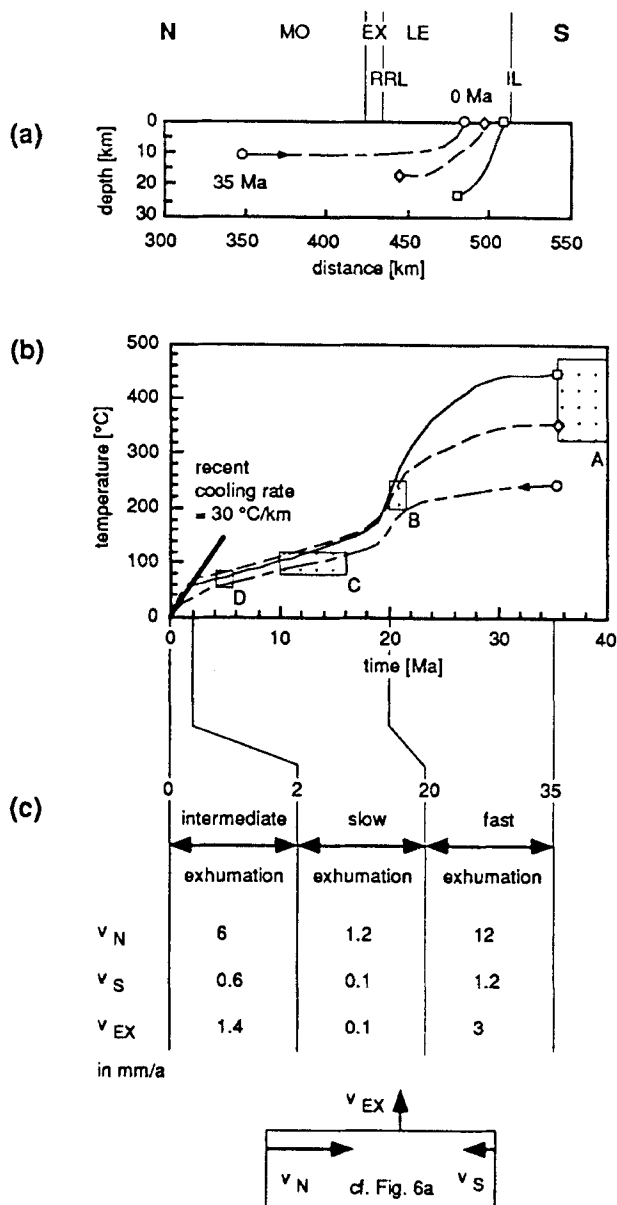 N MO EX LE S
RRL IL
0 Ma
(a)
depth [km]
0
10
20
30
35 Ma
300 350 400 450 500 550
distance [km]
(b)
temperature [°C]
500
400
300
200
100
0
recent
cooling rate
= 30 °C/km
A
B
C
D
0 10 20 30 40
time [Ma]
0 2 20 35
(c)
intermediate slow fast
exhumation exhumation exhumation
v N 6 1.2 12
v S 0.6 0.1 1.2
v EX 1.4 0.1 3
in mm/a
v EX
v N cf. Fig. 6a v S